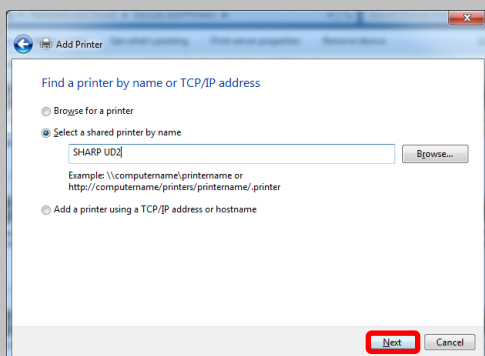 Add Printer
Find a printer by name or TCP/IP address
Browse for a printer
Select a shared printer by name
SHARP UD2
Browse...
Example: \\computername\printername or
http://computername/printers/printername/.printer
Add a printer using a TCP/IP address or hostname
Next
Cancel